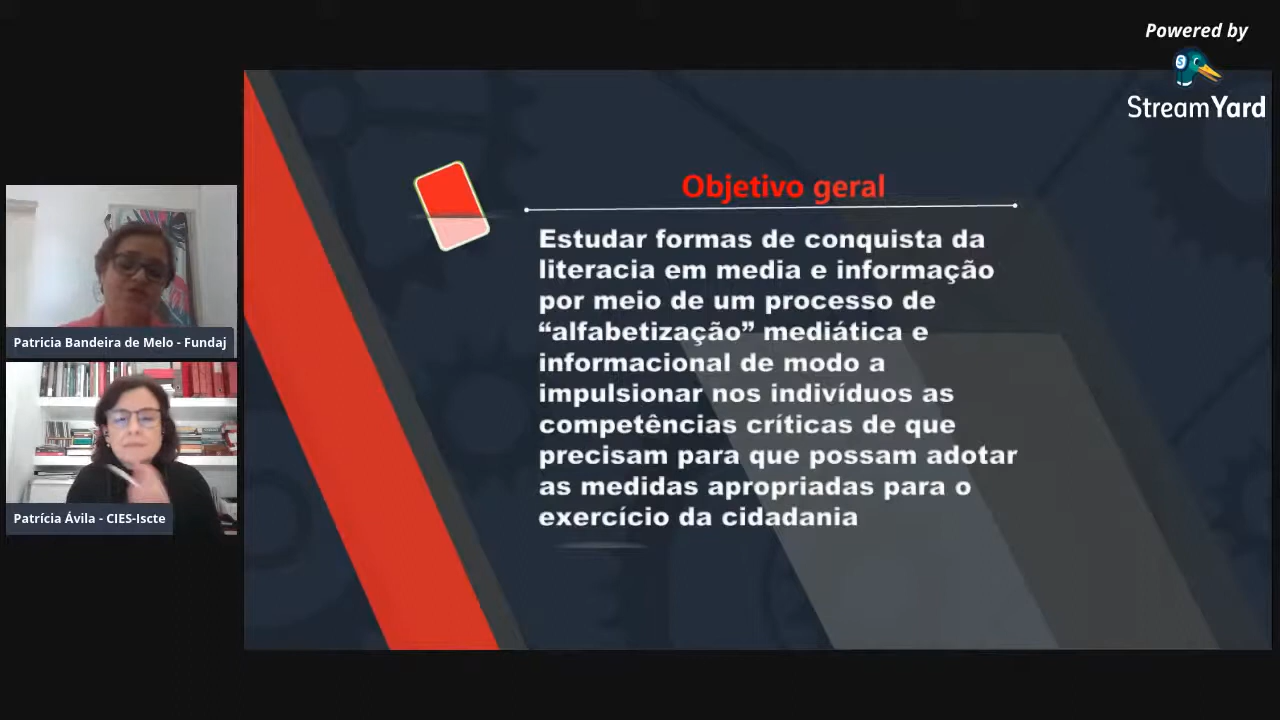 Powered by
StreamYard
Objetivo geral
Estudar formas de conquista da
literacia em media e informação
por meio de um processo de
“alfabetização” mediática e
informacional de modo a
impulsionar nos indivíduos as
competências críticas de que
precisam para que possam adotar
as medidas apropriadas para o
exercício da cidadania
Patricia Bandeira de Melo - Fundaj
Patrícia Ávila - CIES-Iscte